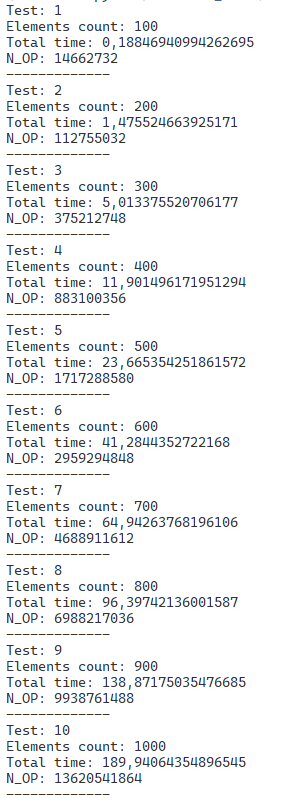 Test: 1
Elements count: 100
Total time: 0,18846940994262695
N_OP: 14662732
-------------
Test: 2
Elements count: 200
Total time: 1,475524663925171
N_OP: 112755032
-------------
Test: 3
Elements count: 300
Total time: 5,013375520706177
N_OP: 375212748
-------------
Test: 4
Elements count: 400
Total time: 11,901496171951294
N_OP: 883100356
-------------
Test: 5
Elements count: 500
Total time: 23,665354251861572
N_OP: 1717288580
-------------
Test: 6
Elements count: 600
Total time: 41,2844352722168
N_OP: 2959294848
-------------
Test: 7
Elements count: 700
Total time: 64,94263768196106
N_OP: 4688911612
-------------
Test: 8
Elements count: 800
Total time: 96,39742136001587
N_OP: 6988217036
-------------
Test: 9
Elements count: 900
Total time: 138,87175035476685
N_OP: 9938761488
-------------
Test: 10
Elements count: 1000
Total time: 189,94064354896545
N_OP: 13620541864
-------------